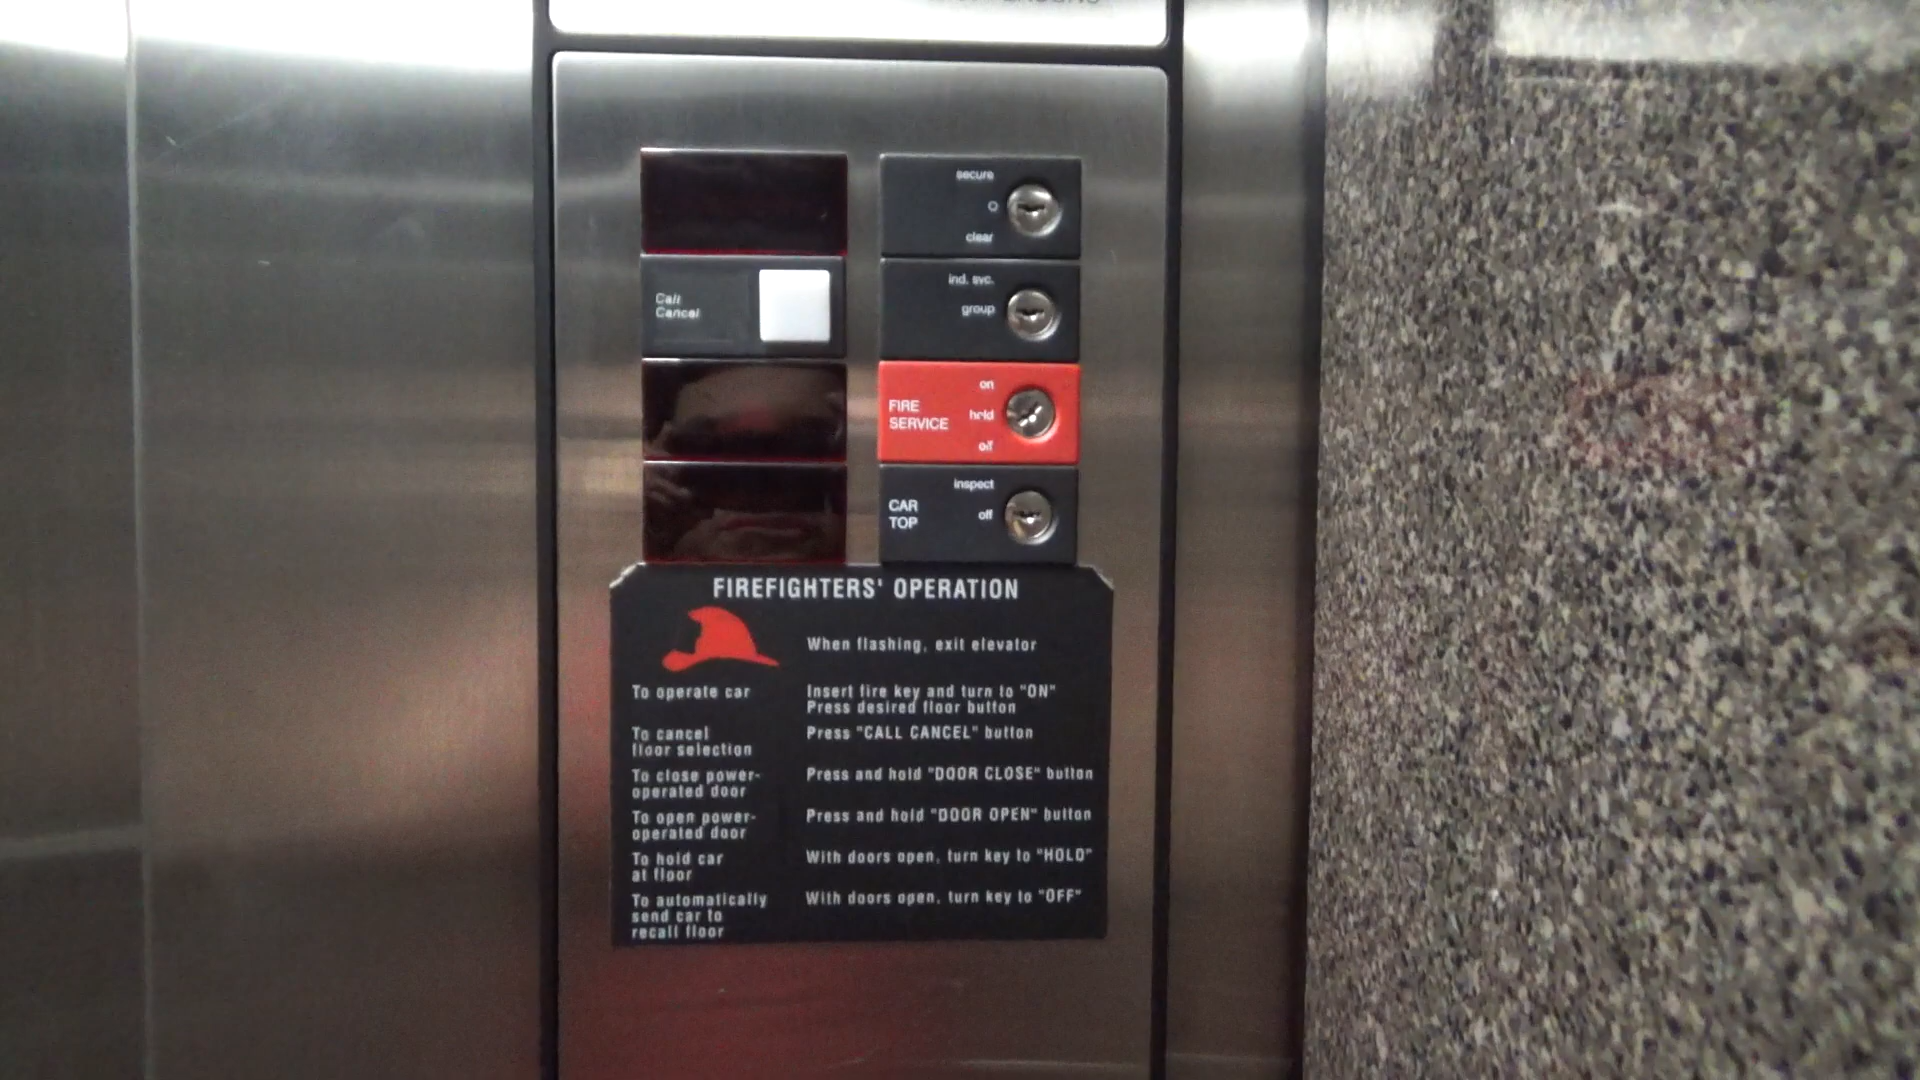 secure
O
clear
Call
Cancel
ind. svc.
group
on
FIRE
SERVICE
hold
off
inspect
CAR
TOP
off
FIREFIGHTERS' OPERATION
When flashing, exit elevator
To operate car
Insert fire key and turn to "ON"
Press desired floor button
To cancel
floor selection
Press "CALL CANCEL" button
To close power-
operated door
Press and hold "DOOR CLOSE" button
To open power-
operated door
Press and hold "DOOR OPEN" button
To hold car
at floor
With doors open, turn key to "HOLD"
To automatically
send car to
recall floor
With doors open, turn key to "OFF"